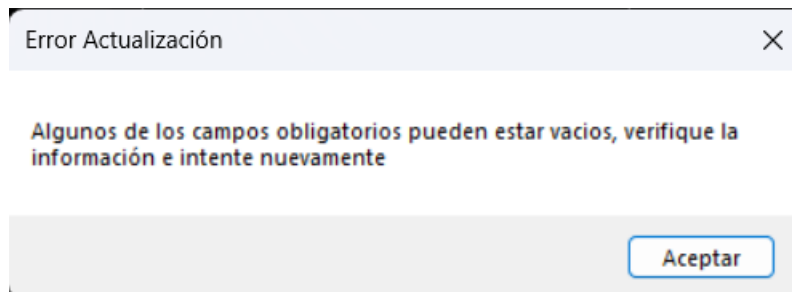 Error Actualización
Algunos de los campos obligatorios pueden estar vacios, verifique la
información e intente nuevamente
Aceptar